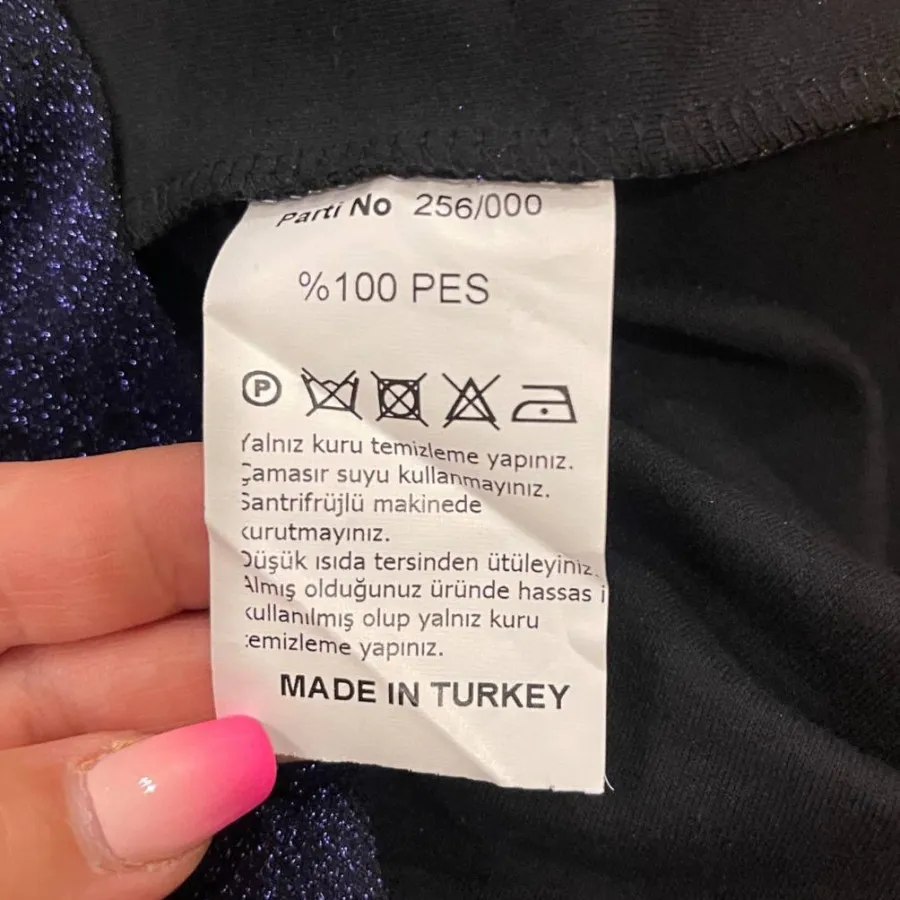 Parti No 256/000
%100 PES
P
Yalnız kuru temizleme yapınız.
Çamasır suyu kullanmayınız.
Santrifrüjlü makinede
kurutmayınız.
Düşük ısıda tersinden ütüleyiniz.
Almış olduğunuz üründe hassas i
kullanılmış olup yalnız kuru
temizleme yapınız.
MADE IN TURKEY